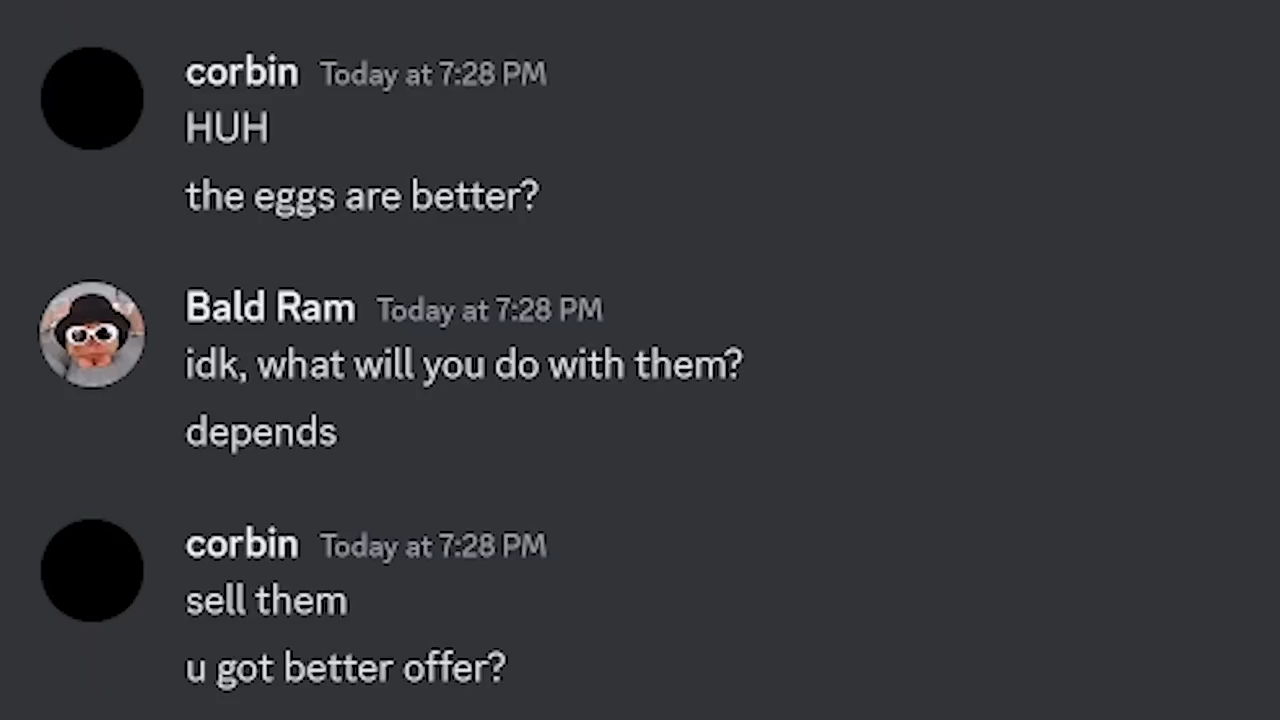 corbin Today at 7:28 PM
HUH
the eggs are better?
Bald Ram Today at 7:28 PM
idk, what will you do with them?
depends
corbin Today at 7:28 PM
sell them
u got better offer?